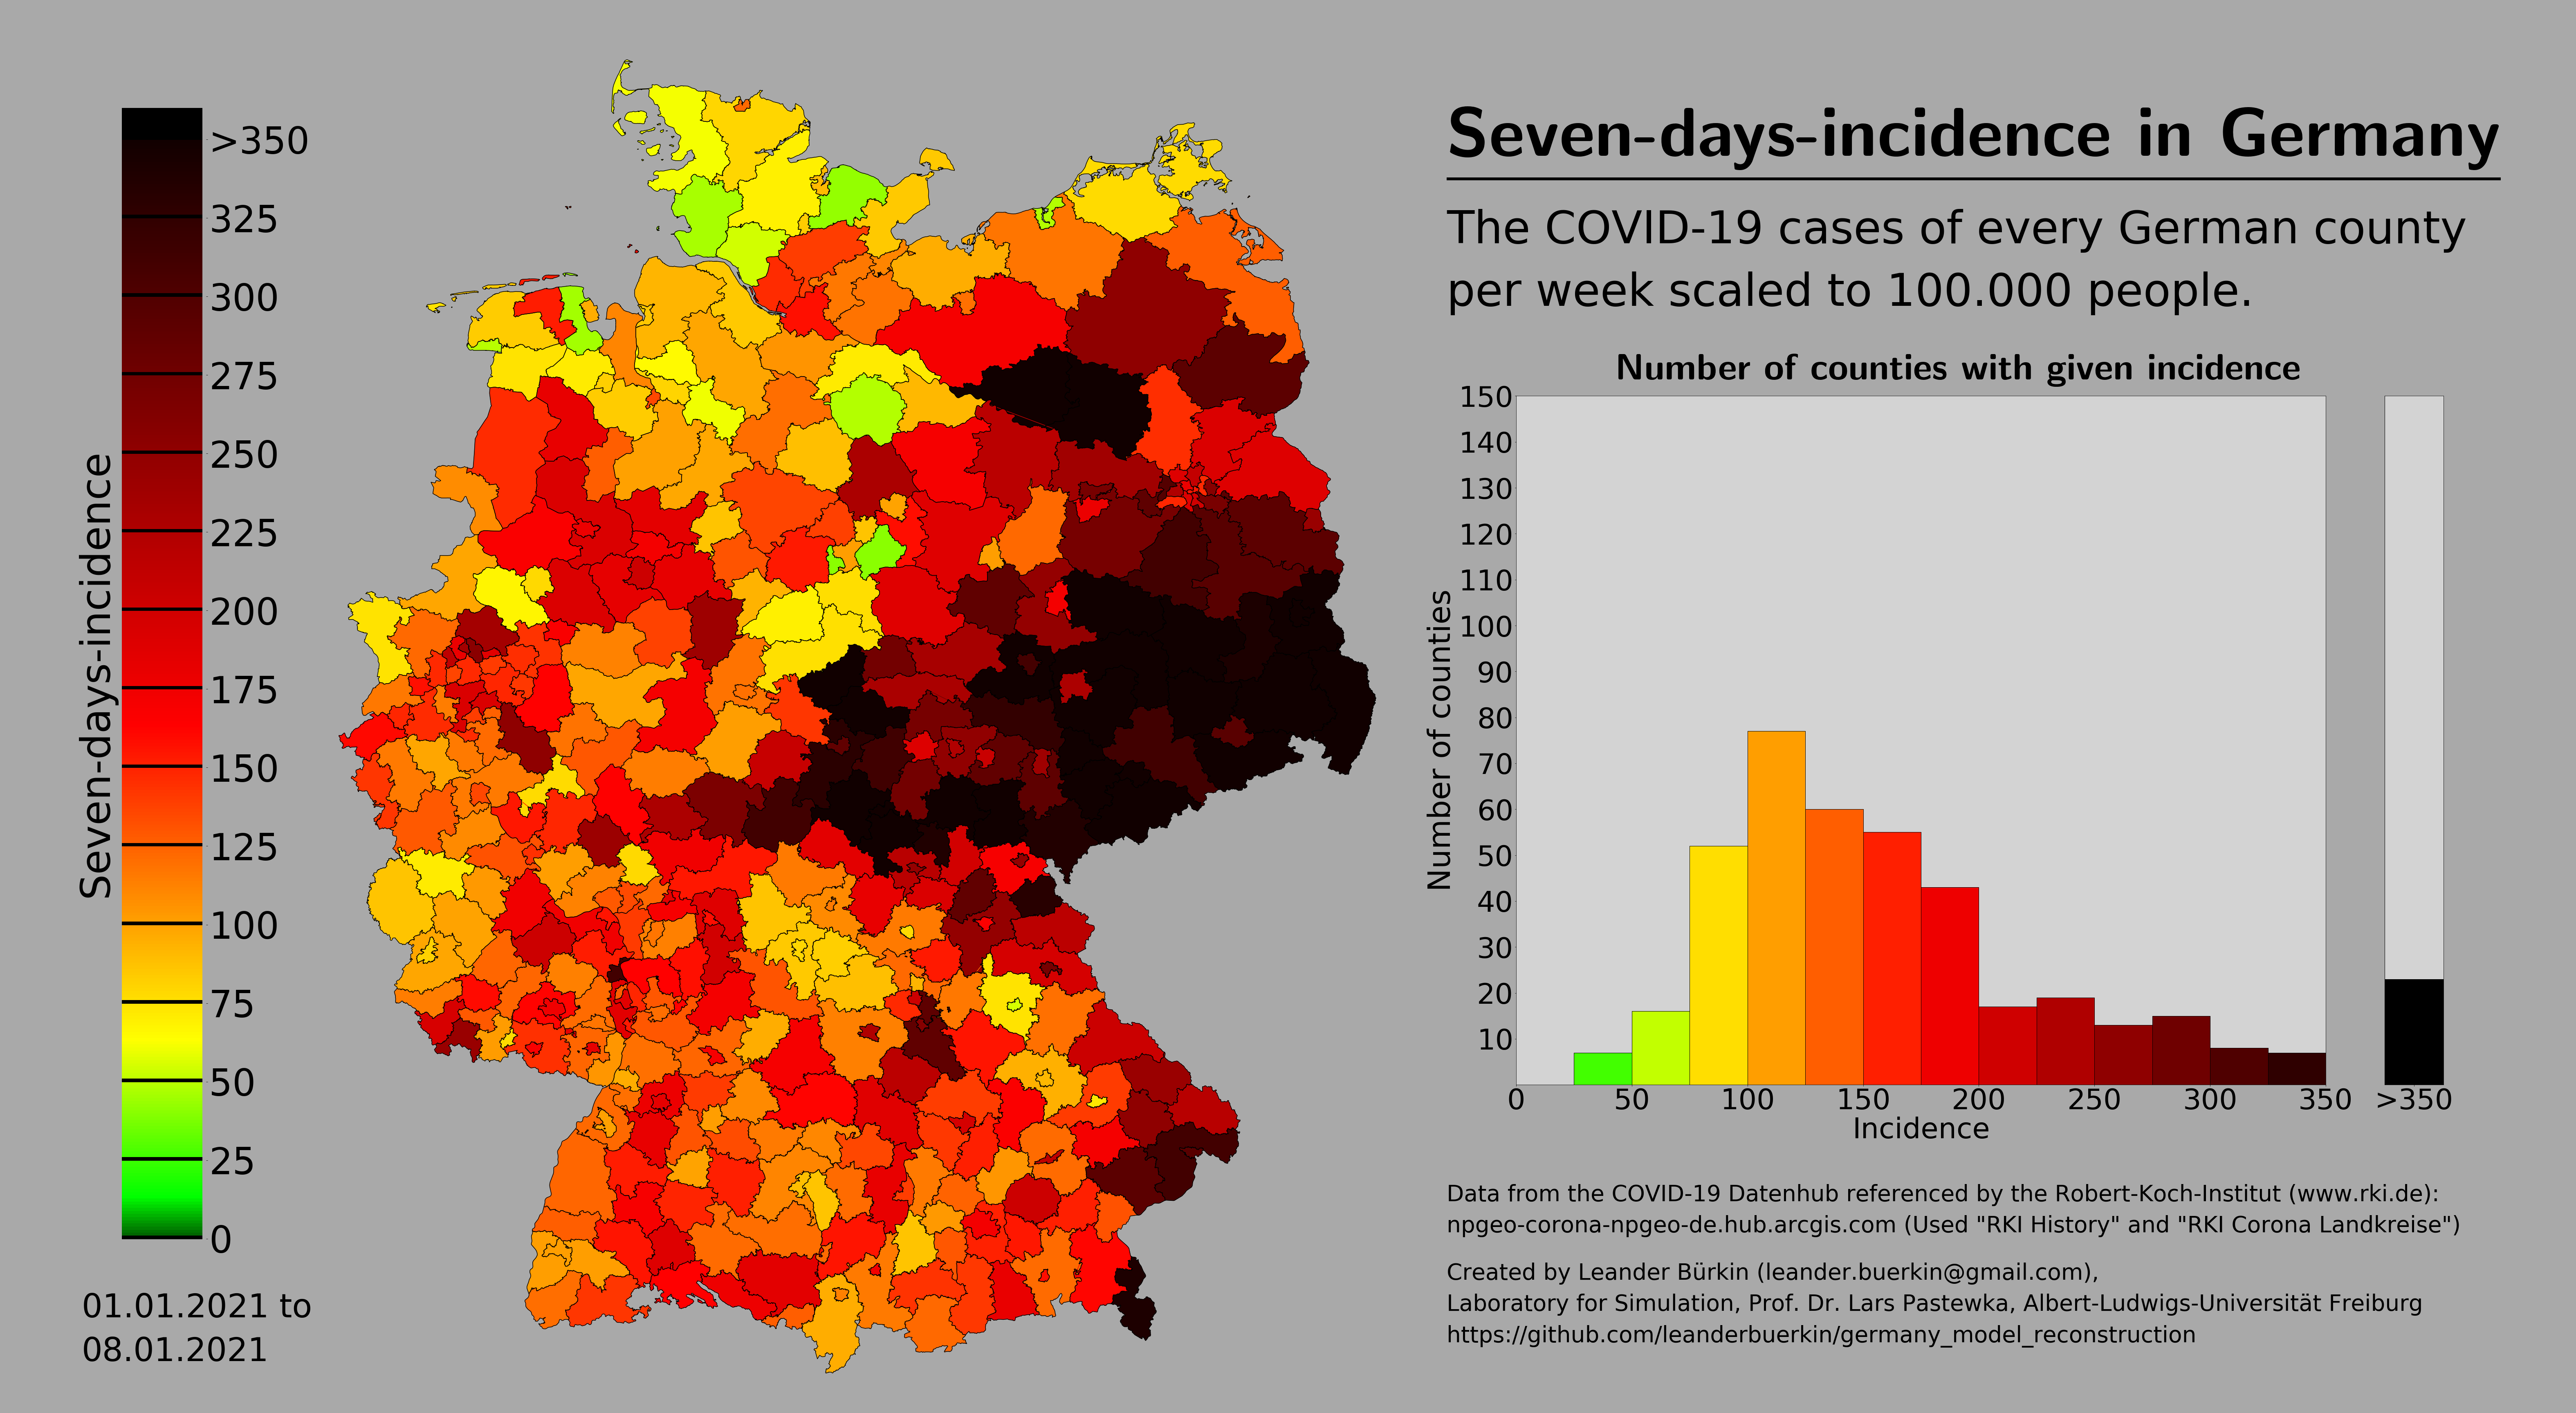 Seven-days-incidence in Germany
The COVID-19 cases of every German county
per week scaled to 100.000 people.
Seven-days-incidence
>350
325
300
275
250
225
200
175
150
125
100
75
50
25
0
01.01.2021 to
08.01.2021
Number of counties with given incidence
Number of counties
150
140
130
120
110
100
90
80
70
60
50
40
30
20
10
0 50 100 150 200 250 300 350 >350
Incidence
Data from the COVID-19 Datenhub referenced by the Robert-Koch-Institut (www.rki.de):
npgeo-corona-npgeo-de.hub.arcgis.com (Used "RKI History" and "RKI Corona Landkreise")
Created by Leander Bürkin (leander.buerkin@gmail.com),
Laboratory for Simulation, Prof. Dr. Lars Pastewka, Albert-Ludwigs-Universität Freiburg
https://github.com/leanderbuerkin/germany_model_reconstruction